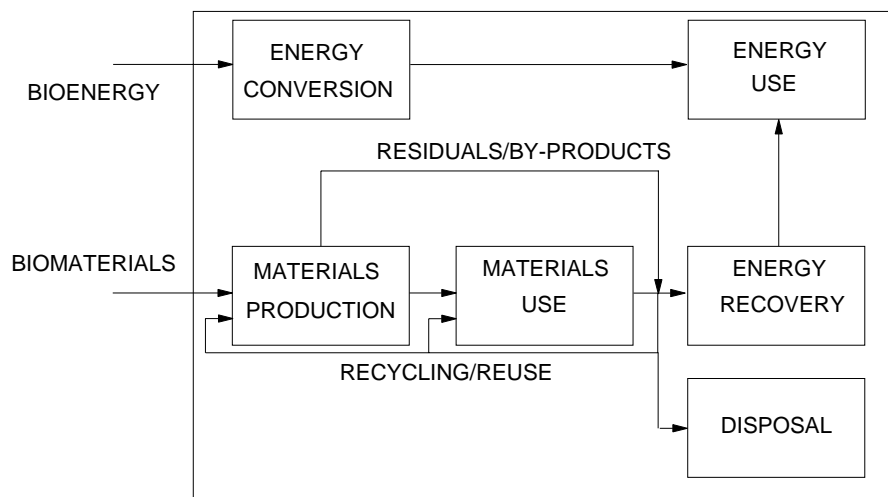 ENERGY
CONVERSION
ENERGY
USE
BIOENERGY
RESIDUALS/BY-PRODUCTS
BIOMATERIALS
MATERIALS
PRODUCTION
MATERIALS
USE
ENERGY
RECOVERY
RECYCLING/REUSE
DISPOSAL